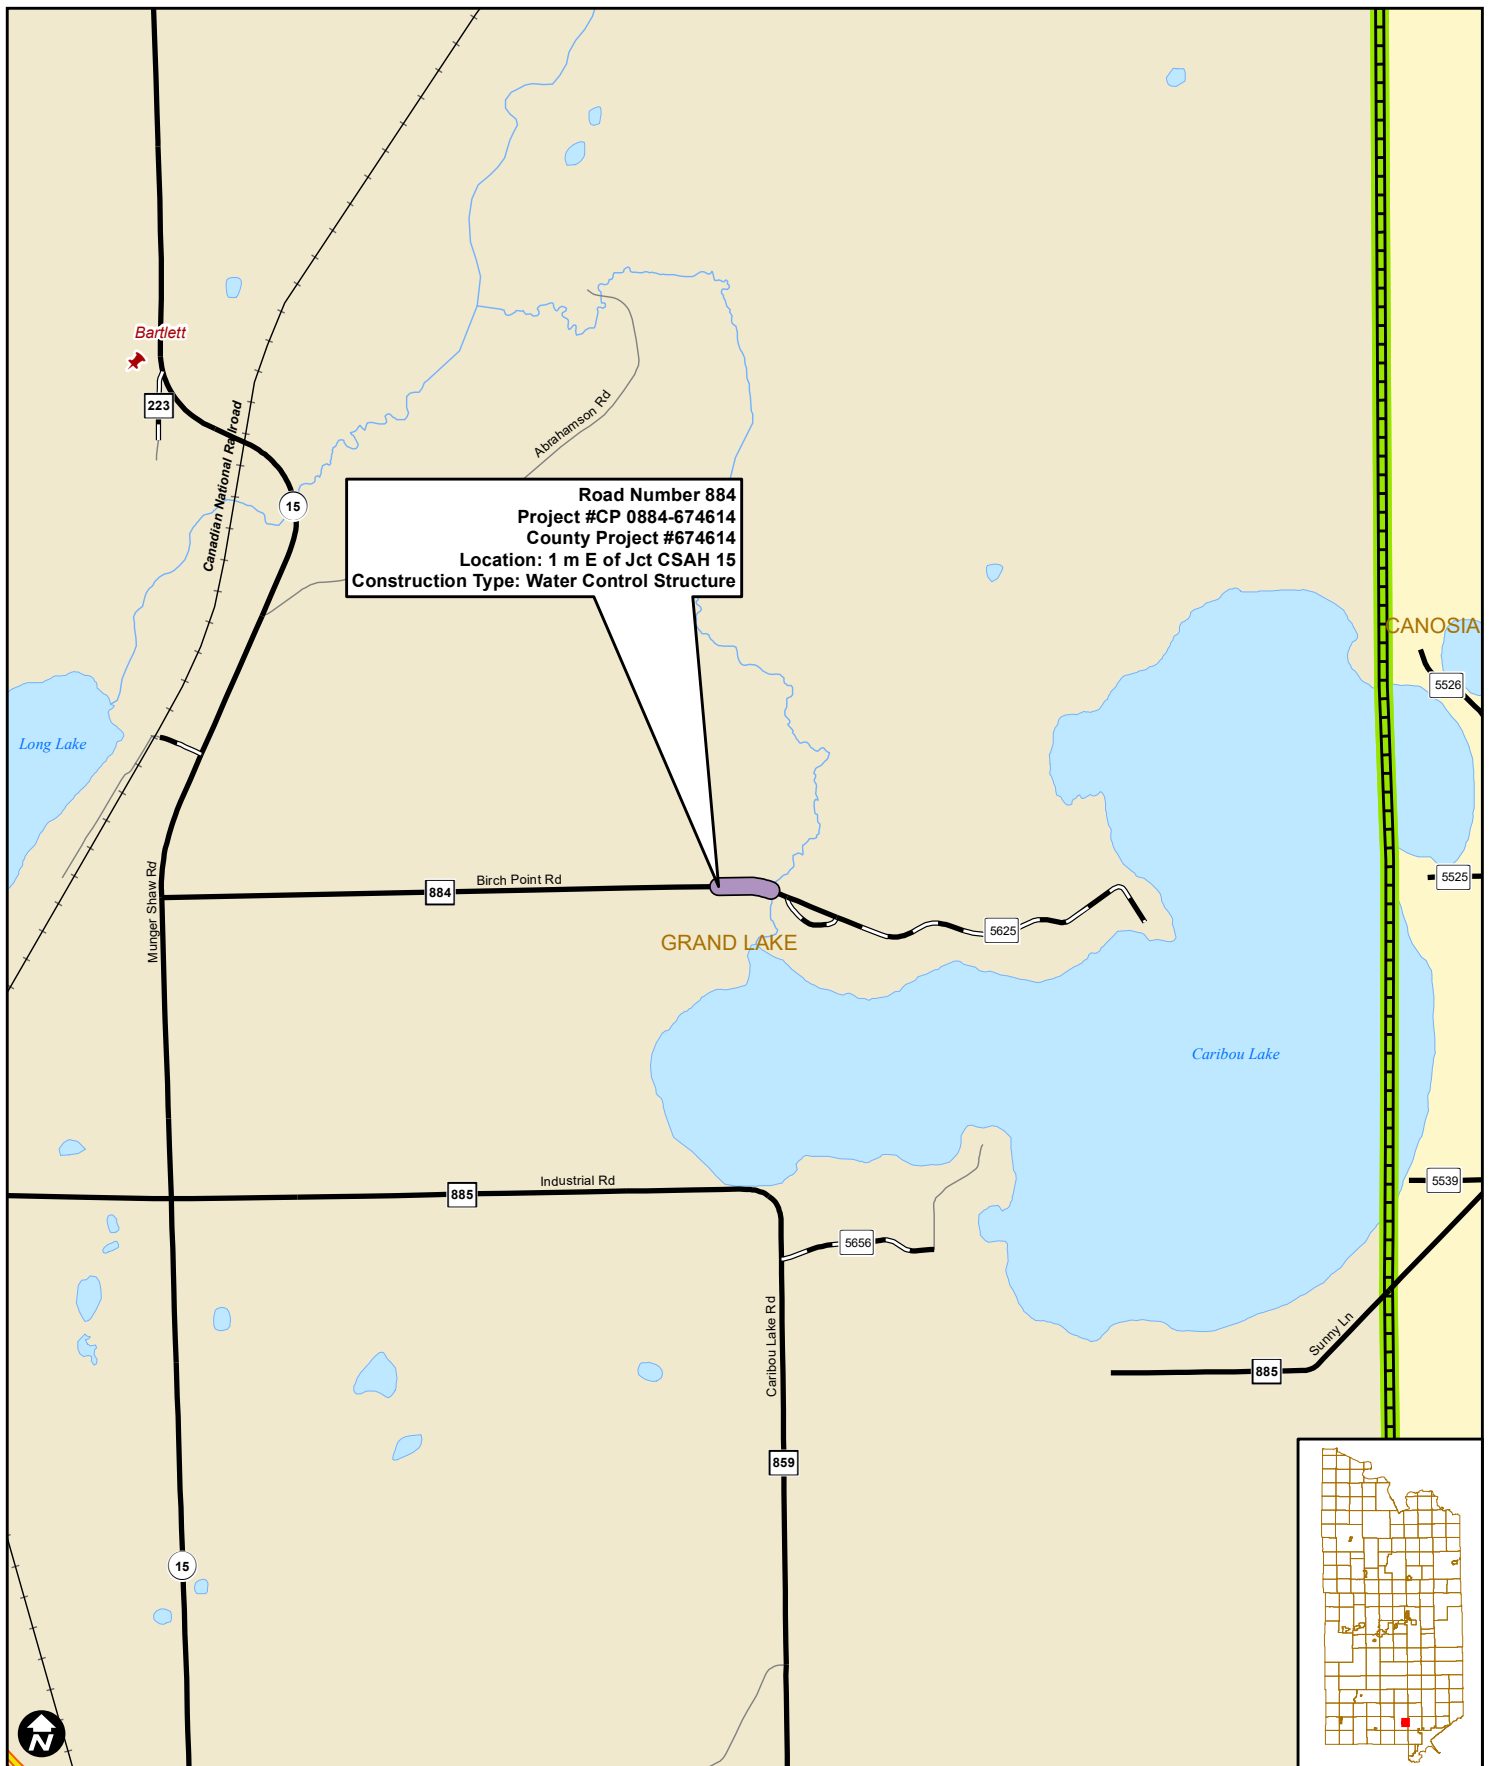 Bartlett
223
Canadian National Railroad
15
Abrahamson Rd
Road Number 884
Project #CP 0884-674614
County Project #674614
Location: 1 m E of Jct CSAH 15
Construction Type: Water Control Structure
CANOSIA
5526
Long Lake
Munger Shaw Rd
884
Birch Point Rd
5525
5625
GRAND LAKE
Caribou Lake
885
Industrial Rd
5539
5656
Caribou Lake Rd
Sunny Ln
885
859
15
N